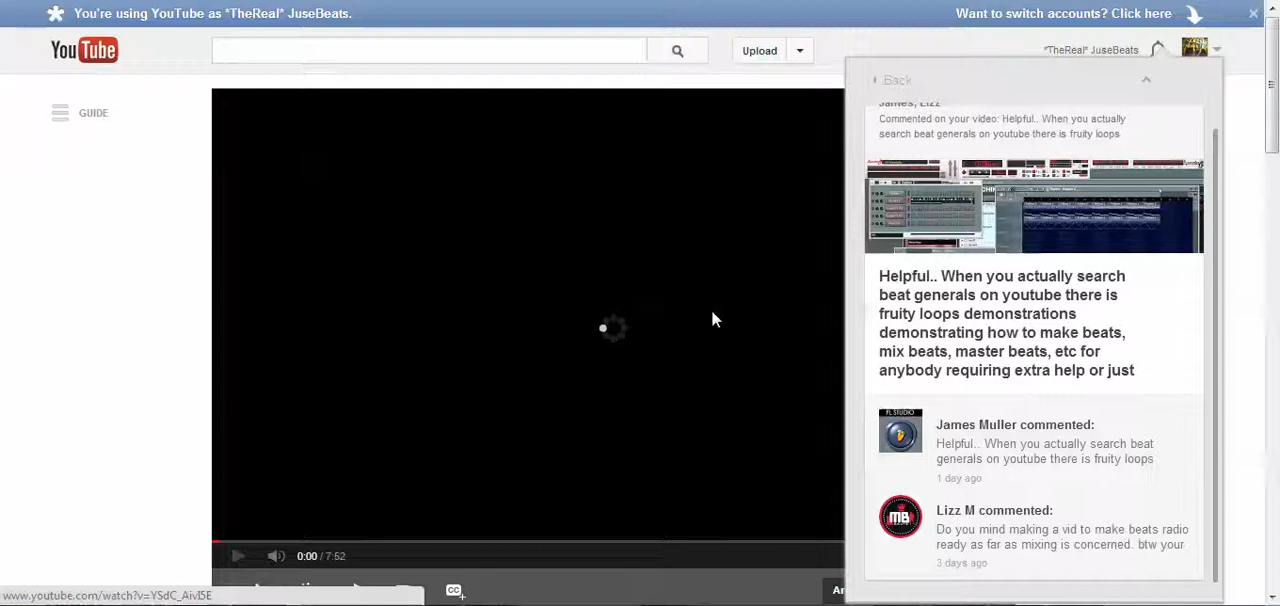 You're using YouTube as *TheReal* JuseBeats.
Want to switch accounts? Click here
YouTube
Upload
*TheReal* JuseBeats
GUIDE
Back
James, Lizz
Commented on your video: Helpful.. When you actually
search beat generals on youtube there is fruity loops
Helpful.. When you actually search
beat generals on youtube there is
fruity loops demonstrations
demonstrating how to make beats,
mix beats, master beats, etc for
anybody requiring extra help or just
FL STUDIO
James Muller commented:
Helpful.. When you actually search beat
generals on youtube there is fruity loops
1 day ago
MB
Lizz M commented:
Do you mind making a vid to make beats radio
ready as far as mixing is concerned. btw your
3 days ago
0:00 / 7:52
CC
An